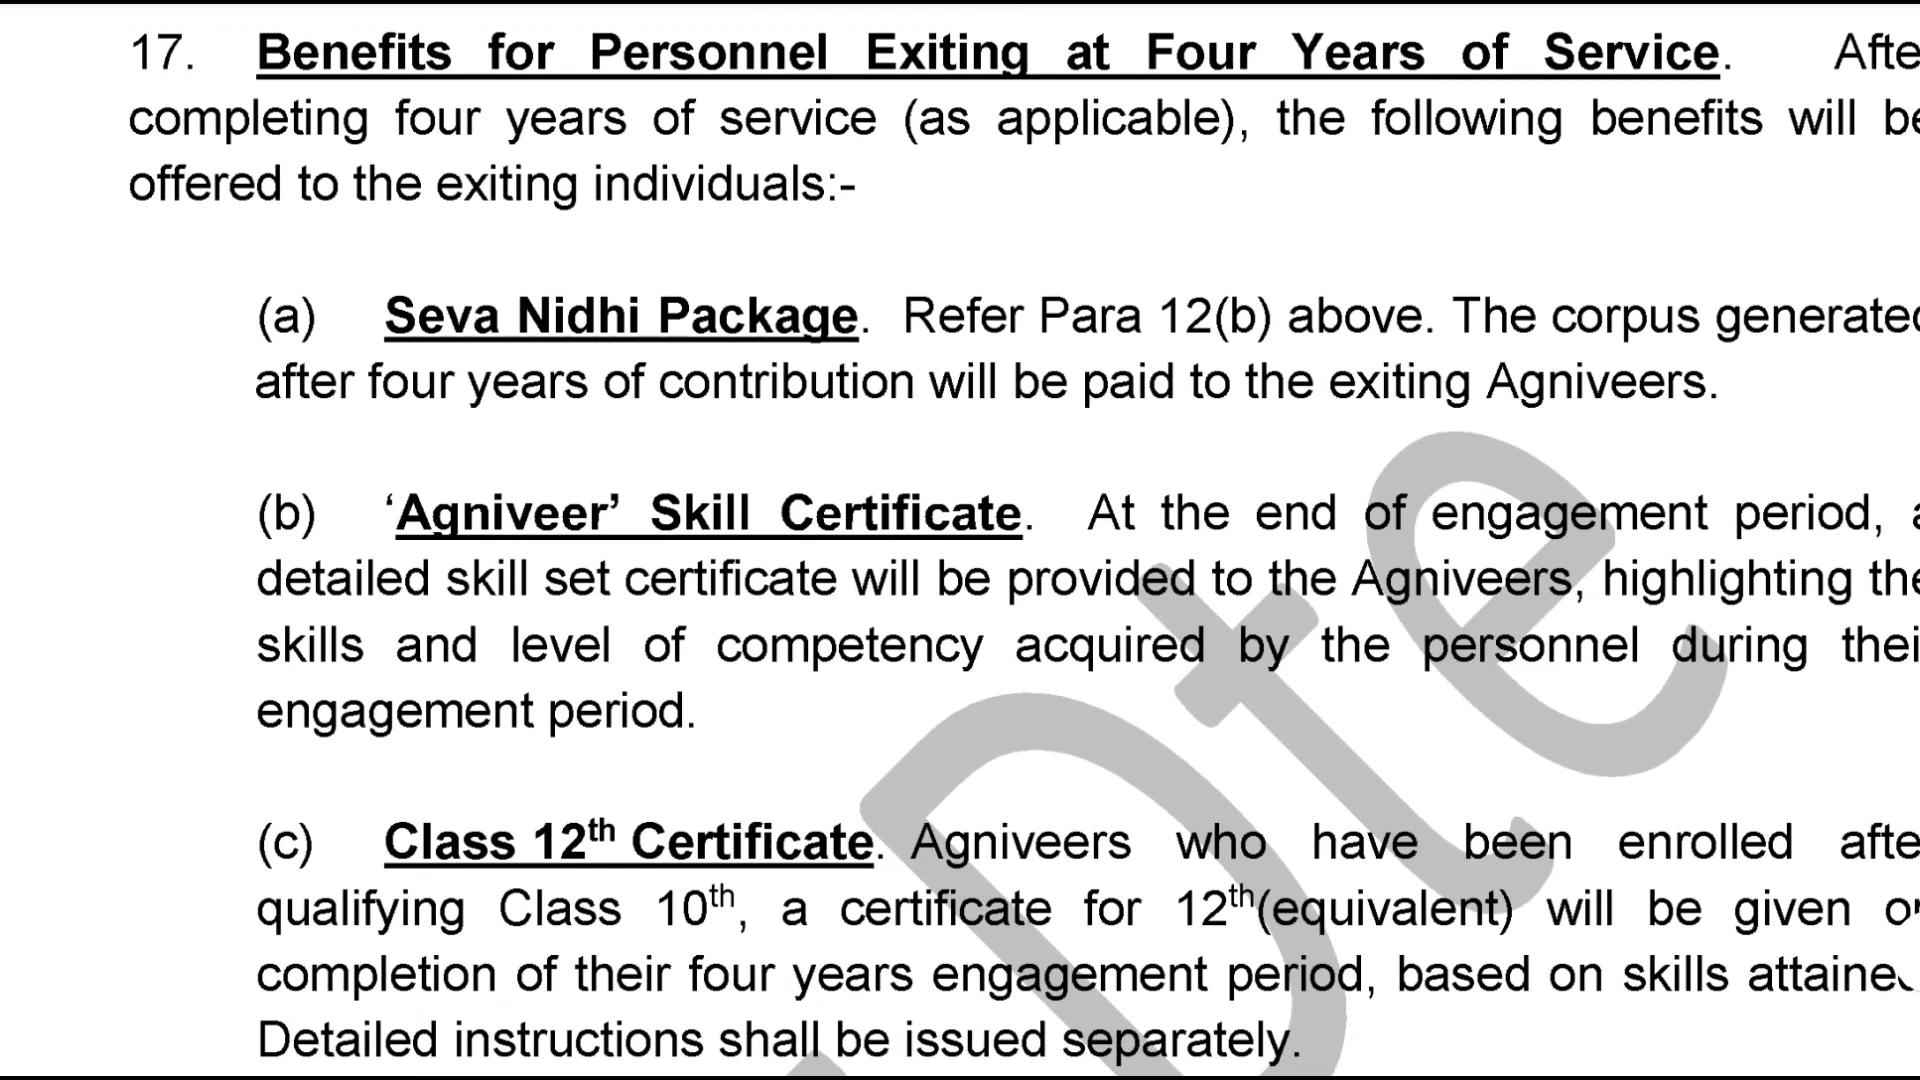 17. Benefits for Personnel Exiting at Four Years of Service. Afte
completing four years of service (as applicable), the following benefits will be
offered to the exiting individuals:-
(a) Seva Nidhi Package. Refer Para 12(b) above. The corpus generated
after four years of contribution will be paid to the exiting Agniveers.
(b) ‘Agniveer’ Skill Certificate. At the end of engagement period, a
detailed skill set certificate will be provided to the Agniveers, highlighting the
skills and level of competency acquired by the personnel during thei
engagement period.
(c) Class 12th Certificate. Agniveers who have been enrolled afte
qualifying Class 10th, a certificate for 12th(equivalent) will be given o
completion of their four years engagement period, based on skills attained
Detailed instructions shall be issued separately.
Dte